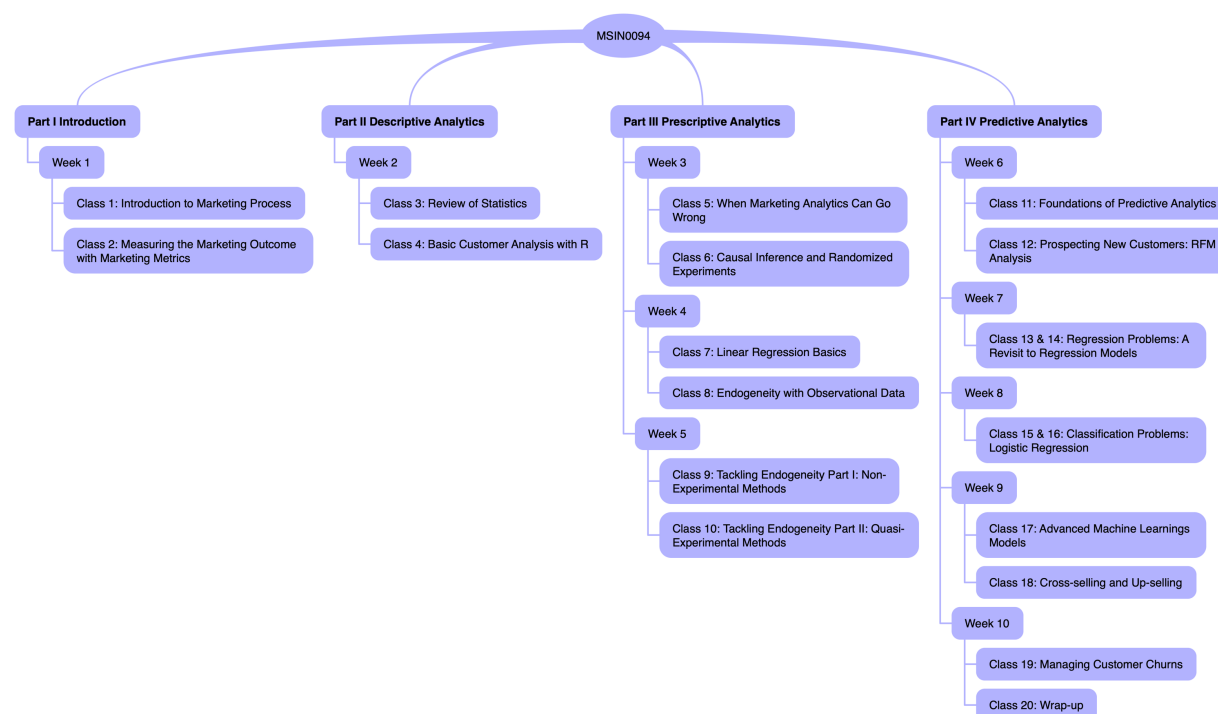 MSIN0094
Part I Introduction
Week 1
Class 1: Introduction to Marketing Process
Class 2: Measuring the Marketing Outcome
with Marketing Metrics
Part II Descriptive Analytics
Week 2
Class 3: Review of Statistics
Class 4: Basic Customer Analysis with R
Part III Prescriptive Analytics
Week 3
Class 5: When Marketing Analytics Can Go
Wrong
Class 6: Causal Inference and Randomized
Experiments
Week 4
Class 7: Linear Regression Basics
Class 8: Endogeneity with Observational Data
Week 5
Class 9: Tackling Endogeneity Part I: Non-
Experimental Methods
Class 10: Tackling Endogeneity Part II: Quasi-
Experimental Methods
Part IV Predictive Analytics
Week 6
Class 11: Foundations of Predictive Analytics
Class 12: Prospecting New Customers: RFM
Analysis
Week 7
Class 13 & 14: Regression Problems: A
Revisit to Regression Models
Week 8
Class 15 & 16: Classification Problems:
Logistic Regression
Week 9
Class 17: Advanced Machine Learnings
Models
Class 18: Cross-selling and Up-selling
Week 10
Class 19: Managing Customer Churns
Class 20: Wrap-up